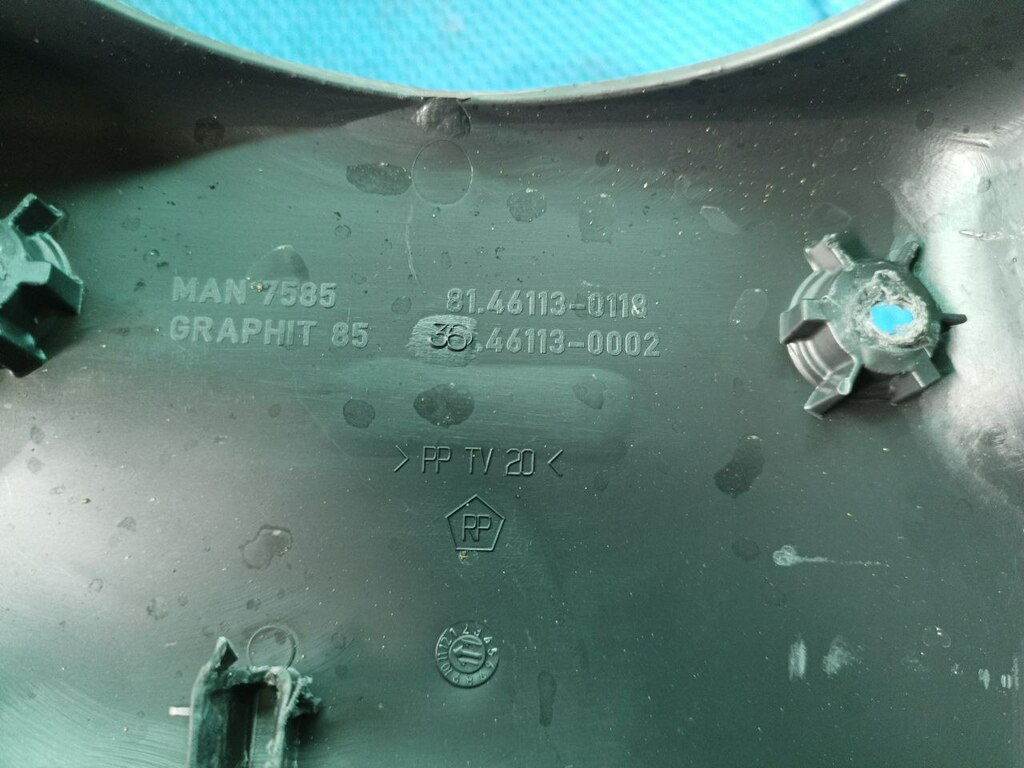 MAN 7585 81.46113-0118
GRAPHIT 85 36.46113-0002
> PP TV 20 <
RP